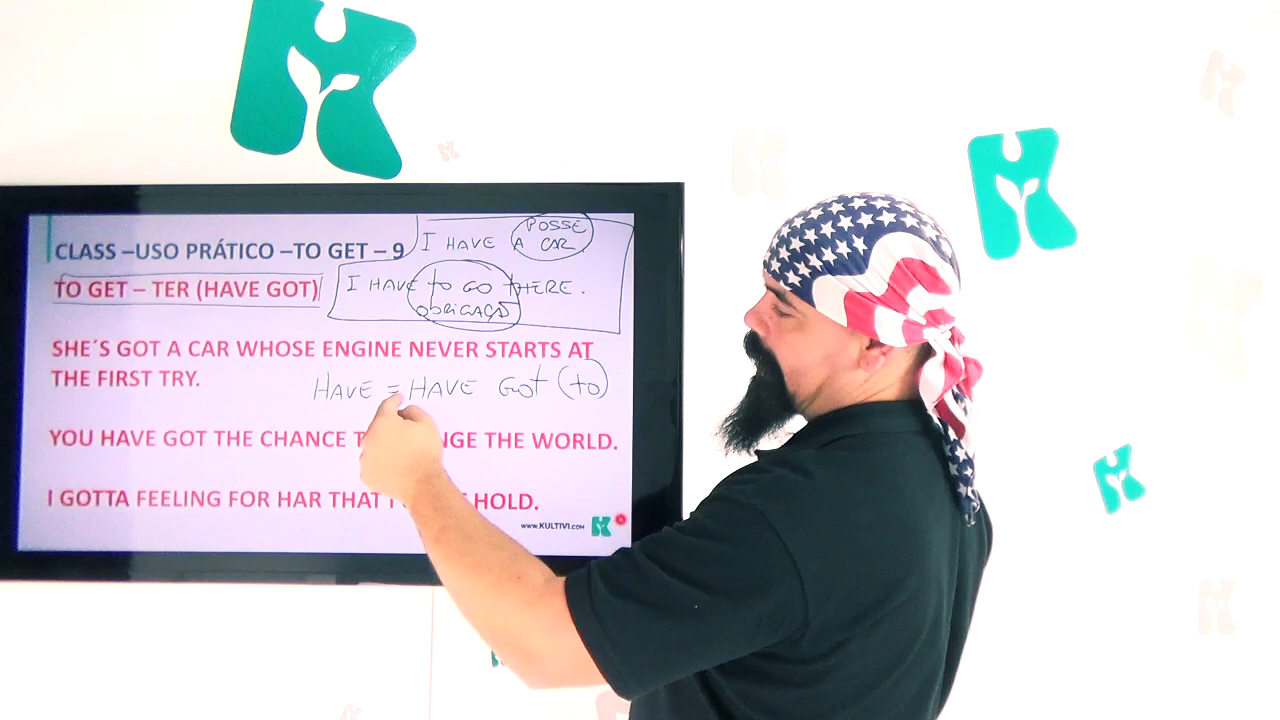 CLASS –USO PRÁTICO –TO GET – 9
I HAVE A CAR
POSSE
TO GET – TER (HAVE GOT)
I HAVE to GO tHERE.
obRIGAÇÃO
SHE´S GOT A CAR WHOSE ENGINE NEVER STARTS AT
THE FIRST TRY.
HAVE = HAVE Got (to)
YOU HAVE GOT THE CHANCE THE WORLD.
I GOTTA FEELING FOR HAR THAT HOLD.
www.KULTIVI.com